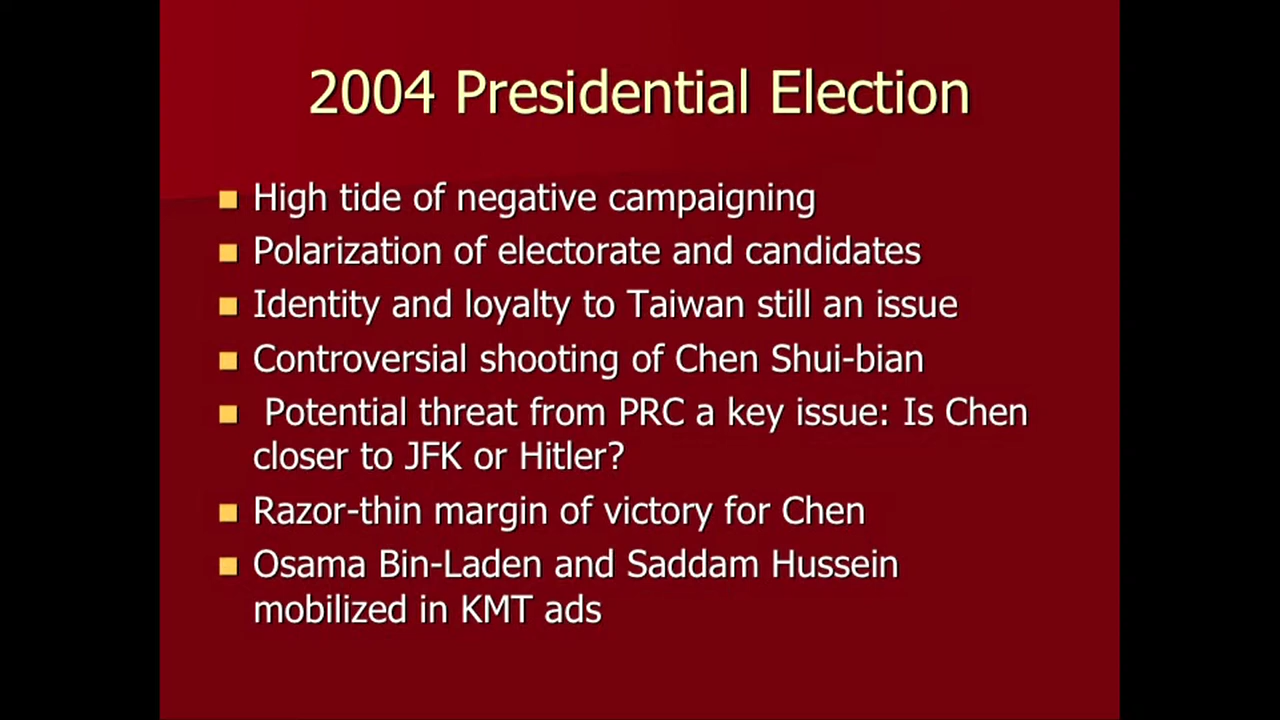 2004 Presidential Election
High tide of negative campaigning
Polarization of electorate and candidates
Identity and loyalty to Taiwan still an issue
Controversial shooting of Chen Shui-bian
Potential threat from PRC a key issue: Is Chen
closer to JFK or Hitler?
Razor-thin margin of victory for Chen
Osama Bin-Laden and Saddam Hussein
mobilized in KMT ads